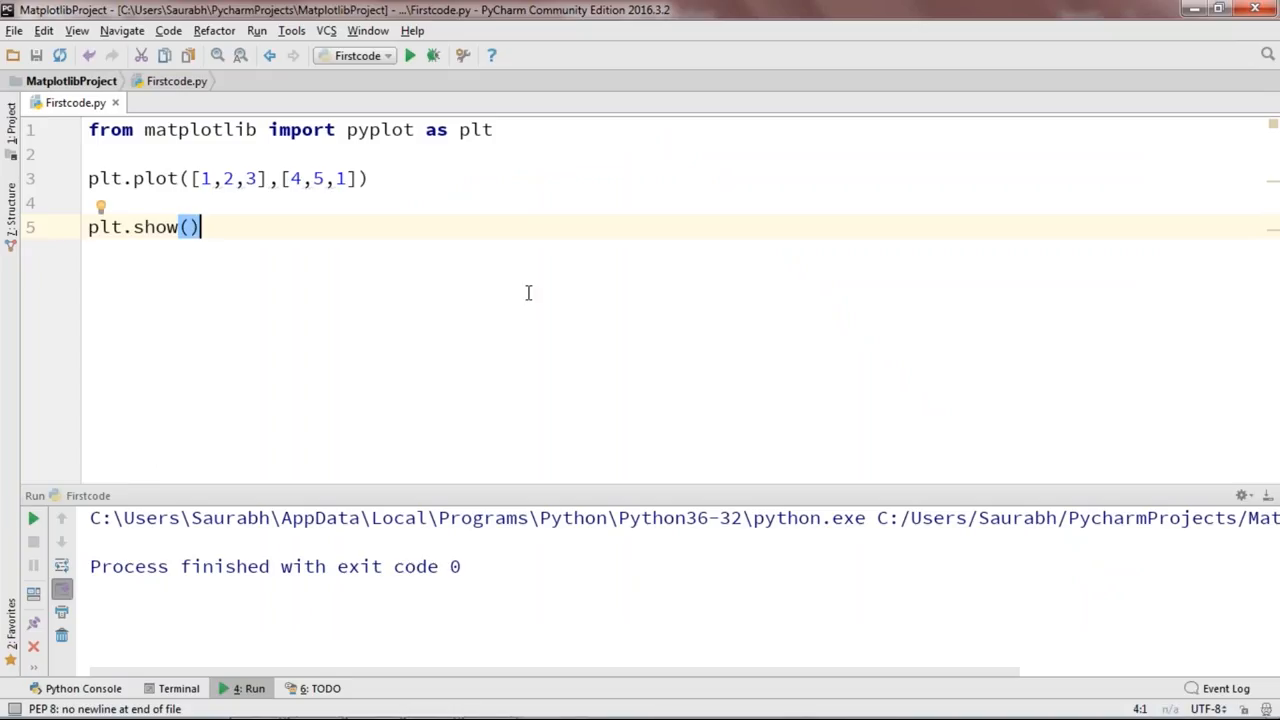 MatplotlibProject - [C:\Users\Saurabh\PycharmProjects\MatplotlibProject] - ...\Firstcode.py - PyCharm Community Edition 2016.3.2
File Edit View Navigate Code Refactor Run Tools VCS Window Help
Firstcode
MatplotlibProject Firstcode.py
Firstcode.py
1: Project
Z: Structure
2: Favorites
1 from matplotlib import pyplot as plt
2
3 plt.plot([1,2,3],[4,5,1])
4
5 plt.show()
Run Firstcode
C:\Users\Saurabh\AppData\Local\Programs\Python\Python36-32\python.exe C:/Users/Saurabh/PycharmProjects/Mat
Process finished with exit code 0
Python Console Terminal 4: Run 6: TODO Event Log
PEP 8: no newline at end of file 4:1 n/a UTF-8